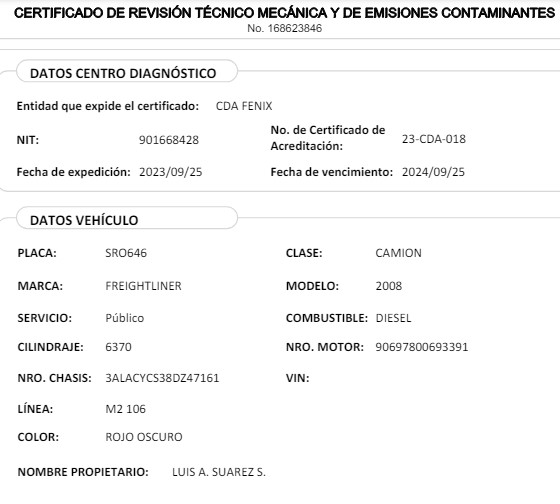 CERTIFICADO DE REVISIÓN TÉCNICO MECÁNICA Y DE EMISIONES CONTAMINANTES
No. 168623846
DATOS CENTRO DIAGNÓSTICO
Entidad que expide el certificado: CDA FENIX
NIT: 901668428 No. de Certificado de Acreditación: 23-CDA-018
Fecha de expedición: 2023/09/25 Fecha de vencimiento: 2024/09/25
DATOS VEHÍCULO
PLACA: SRO646 CLASE: CAMION
MARCA: FREIGHTLINER MODELO: 2008
SERVICIO: Público COMBUSTIBLE: DIESEL
CILINDRAJE: 6370 NRO. MOTOR: 90697800693391
NRO. CHASIS: 3ALACYCS38DZ47161 VIN:
LÍNEA: M2 106
COLOR: ROJO OSCURO
NOMBRE PROPIETARIO: LUIS A. SUAREZ S.